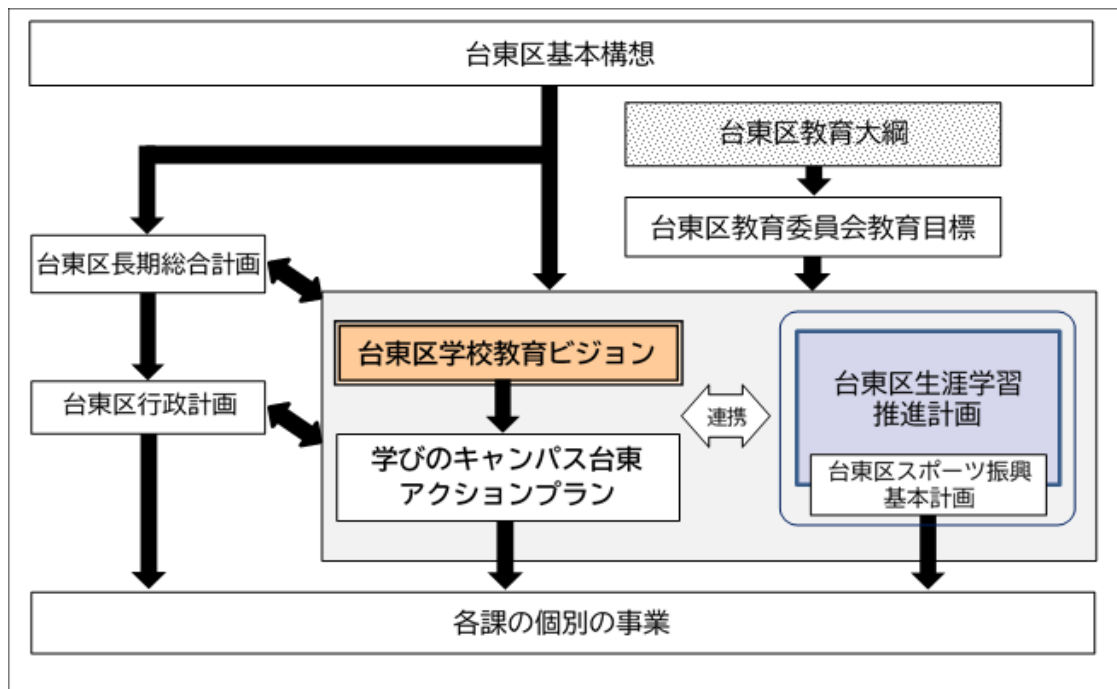 台東区基本構想
台東区教育大綱
台東区教育委員会教育目標
台東区長期総合計画
台東区学校教育ビジョン
台東区生涯学習
推進計画
台東区行政計画
連携
学びのキャンパス台東
アクションプラン
台東区スポーツ振興
基本計画
各課の個別の事業